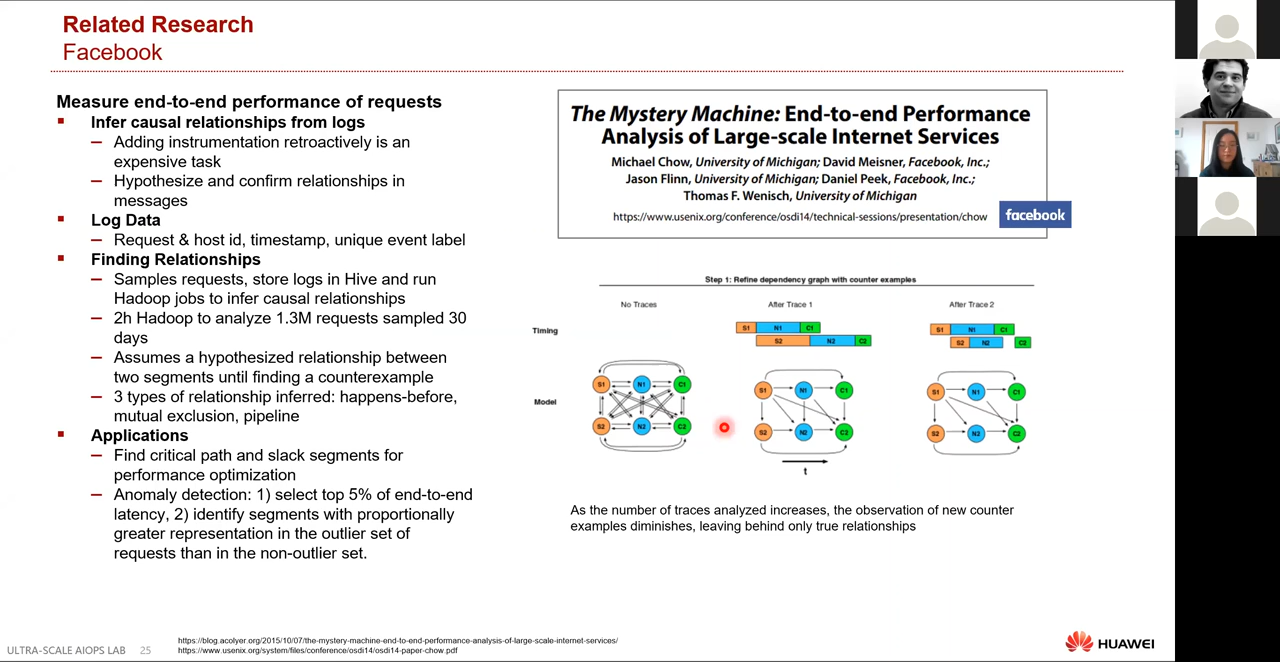 Related Research
Facebook
Measure end-to-end performance of requests
Infer causal relationships from logs
– Adding instrumentation retroactively is an
expensive task
– Hypothesize and confirm relationships in
messages
Log Data
– Request & host id, timestamp, unique event label
Finding Relationships
– Samples requests, store logs in Hive and run
Hadoop jobs to infer causal relationships
– 2h Hadoop to analyze 1.3M requests sampled 30
days
– Assumes a hypothesized relationship between
two segments until finding a counterexample
– 3 types of relationship inferred: happens-before,
mutual exclusion, pipeline
Applications
– Find critical path and slack segments for
performance optimization
– Anomaly detection: 1) select top 5% of end-to-end
latency, 2) identify segments with proportionally
greater representation in the outlier set of
requests than in the non-outlier set.
The Mystery Machine: End-to-end Performance
Analysis of Large-scale Internet Services
Michael Chow, University of Michigan; David Meisner, Facebook, Inc.;
Jason Flinn, University of Michigan; Daniel Peek, Facebook, Inc.;
Thomas F. Wenisch, University of Michigan
https://www.usenix.org/conference/osdi14/technical-sessions/presentation/chow
facebook
Step 1: Refine dependency graph with counter examples
No Traces After Trace 1 After Trace 2
Timing
S1 N1 C1 S1 N1 C1
S2 N2 C2 S2 N2 C2
Model
S1 N1 C1 S1 N1 C1 S1 N1 C1
S2 N2 C2 S2 N2 C2 S2 N2 C2
t
As the number of traces analyzed increases, the observation of new counter
examples diminishes, leaving behind only true relationships
https://blog.acolyer.org/2015/10/07/the-mystery-machine-end-to-end-performance-analysis-of-large-scale-internet-services/
https://www.usenix.org/system/files/conference/osdi14/osdi14-paper-chow.pdf
ULTRA-SCALE AIOPS LAB 25
HUAWEI